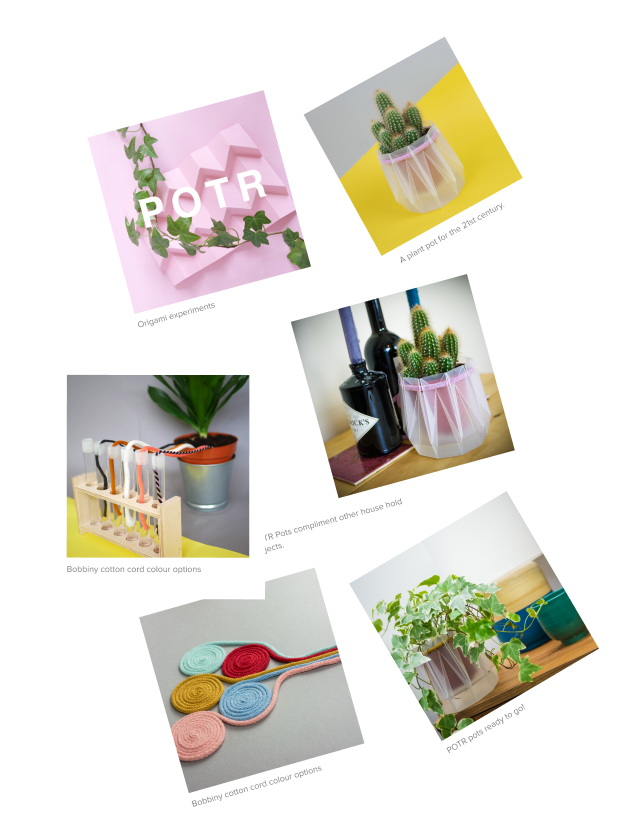 POTR
Origami experiments
A plant pot for the 21st century.
TR Pots compliment other house hold
jects.
Bobbiny cotton cord colour options
Bobbiny cotton cord colour options
POTR pots ready to go!